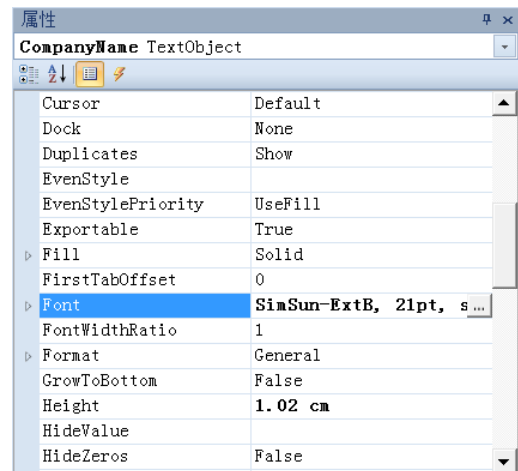 属性
CompanyName TextObject
Cursor Default
Dock None
Duplicates Show
EvenStyle
EvenStylePriority UseFill
Exportable True
Fill Solid
FirstTabOffset 0
Font SimSun-ExtB, 21pt, s...
FontWidthRatio 1
Format General
GrowToBottom False
Height 1.02 cm
HideValue
HideZeros False